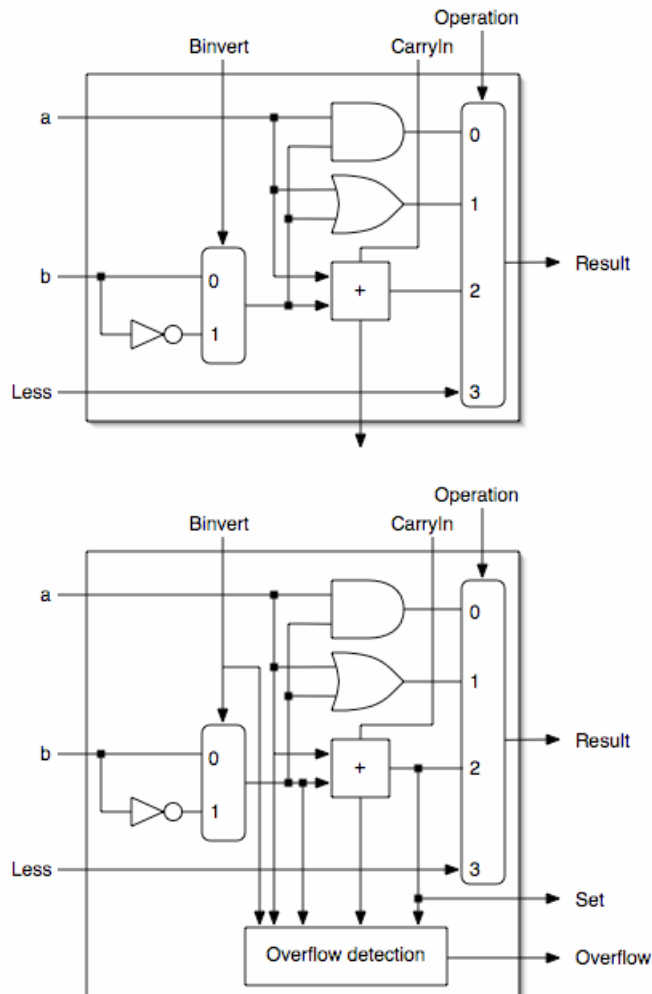 Operation
Binvert CarryIn
a
0
1
b
0
+
2
Result
1
Less
3
Operation
Binvert CarryIn
a
0
1
b
0
+
2
Result
1
Less
3
Set
Overflow detection
Overflow